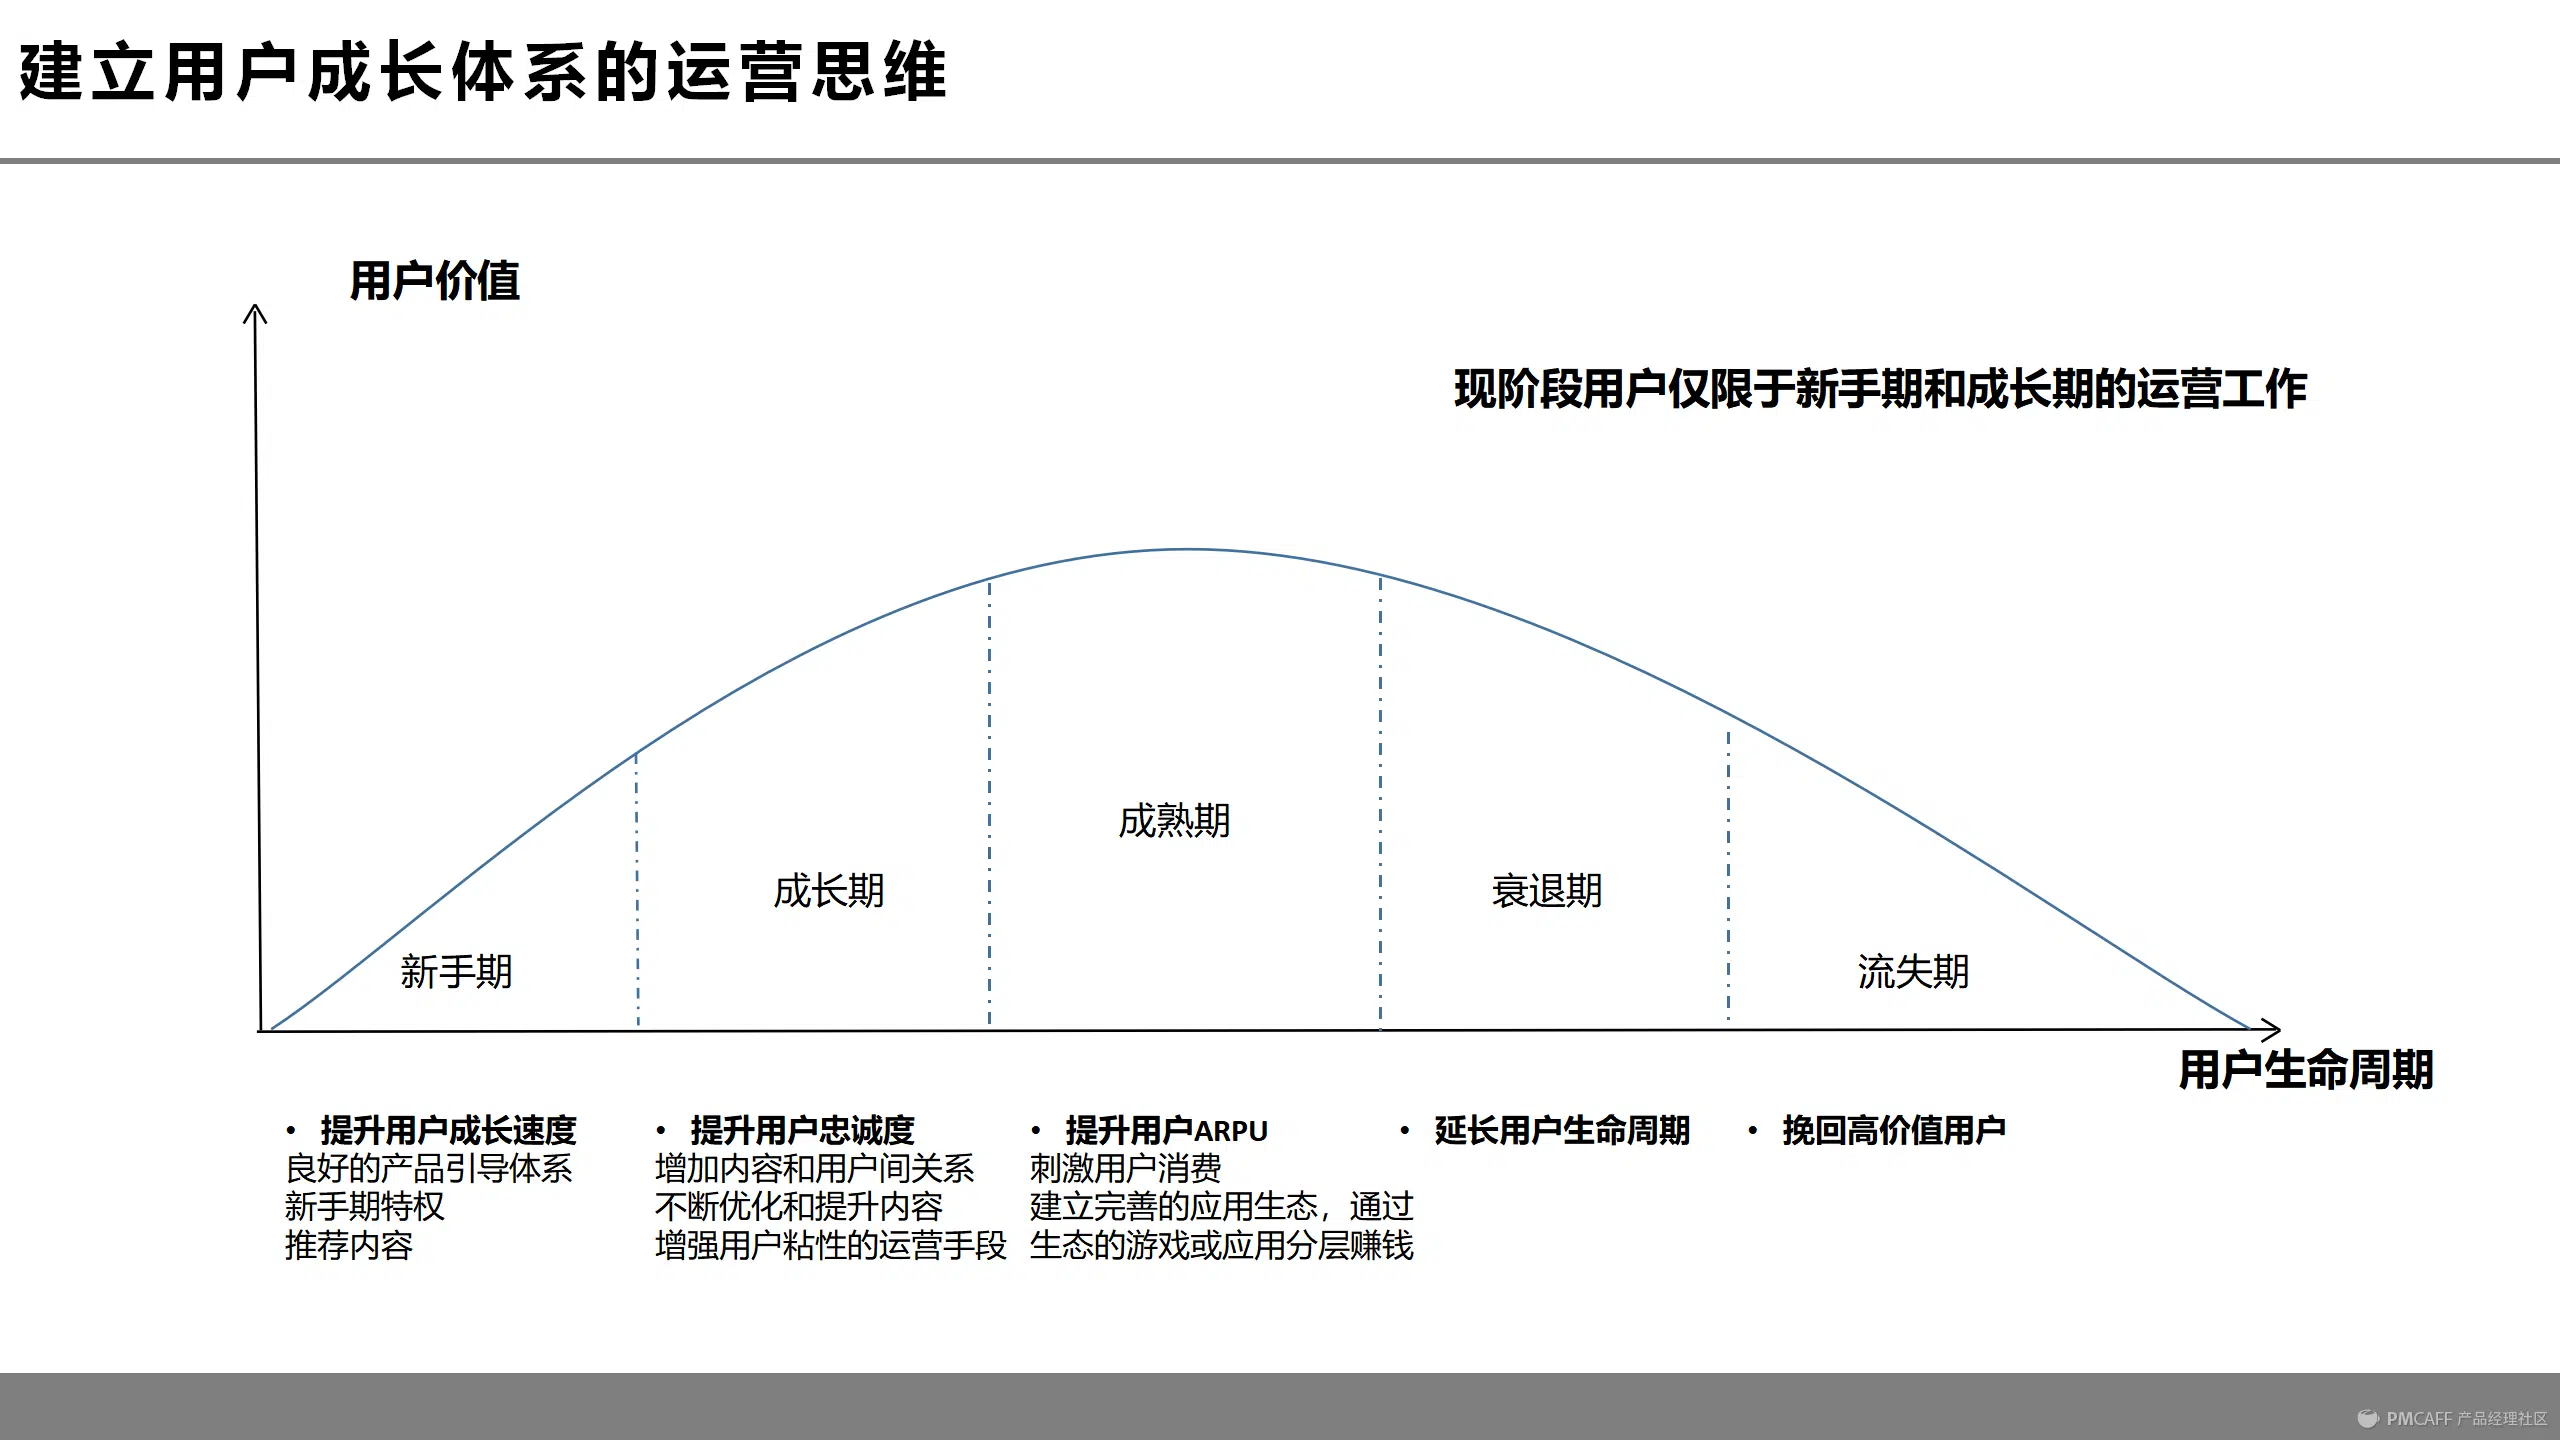 建立用户成长体系的运营思维
用户价值
现阶段用户仅限于新手期和成长期的运营工作
成熟期
成长期
衰退期
新手期
流失期
用户生命周期
• 提升用户成长速度
良好的产品引导体系
新手期特权
推荐内容
• 提升用户忠诚度
增加内容和用户间关系
不断优化和提升内容
增强用户粘性的运营手段
• 提升用户ARPU
刺激用户消费
建立完善的应用生态，通过
生态的游戏或应用分层赚钱
• 延长用户生命周期
• 挽回高价值用户
PMCAFF 产品经理社区